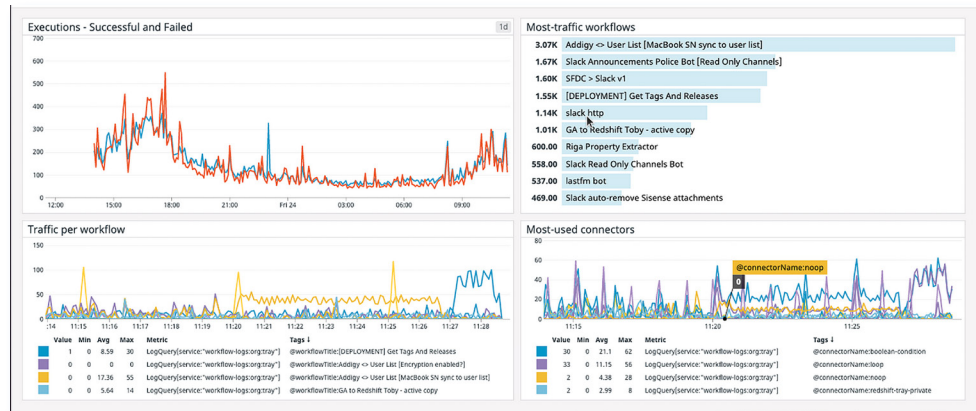 Executions - Successful and Failed
1d
700
600
500
400
300
200
100
0
12:00 15:00 18:00 21:00 Fri 24 03:00 06:00 09:00
Most-traffic workflows
3.07K Addigy <> User List [MacBook SN sync to user list]
1.67K Slack Announcements Police Bot [Read Only Channels]
1.60K SFDC > Slack v1
1.55K [DEPLOYMENT] Get Tags And Releases
1.14K slack http
1.01K GA to Redshift Toby - active copy
600.00 Riga Property Extractor
558.00 Slack Read Only Channels Bot
537.00 lastfm bot
469.00 Slack auto-remove Sisense attachments
Traffic per workflow
150
100
50
0
:14 11:15 11:16 11:17 11:18 11:19 11:20 11:21 11:22 11:23 11:24 11:25 11:26 11:27 11:28
Value Min Avg Max Metric Tags ↓
1 0 8.59 30 LogQuery[service:"workflow-logs:org:tray"] @workflowTitle:[DEPLOYMENT] Get Tags And Releases
0 0 0 0 LogQuery[service:"workflow-logs:org:tray"] @workflowTitle:Addigy <> User List [Encryption enabled?]
0 0 17.36 55 LogQuery[service:"workflow-logs:org:tray"] @workflowTitle:Addigy <> User List [MacBook SN sync to user list]
0 0 5.64 14 LogQuery[service:"workflow-logs:org:tray"] @workflowTitle:GA to Redshift Toby - active copy
Most-used connectors
80
60
40
20
0
@connectorName:noop
0
11:15 11:20 11:25
Value Min Avg Max Metric Tags ↓
30 0 21.1 62 LogQuery[service:"workflow-logs:org:tray"] @connectorName:boolean-condition
33 0 11.15 56 LogQuery[service:"workflow-logs:org:tray"] @connectorName:loop
2 0 4.38 28 LogQuery[service:"workflow-logs:org:tray"] @connectorName:noop
2 0 2.99 8 LogQuery[service:"workflow-logs:org:tray"] @connectorName:redshift-tray-private